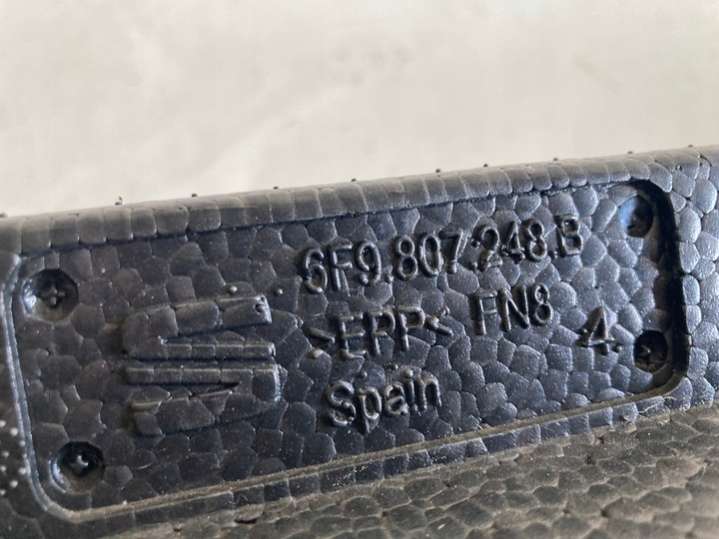 6F9.807.248.B
>EPP< FN8 4.
Spain